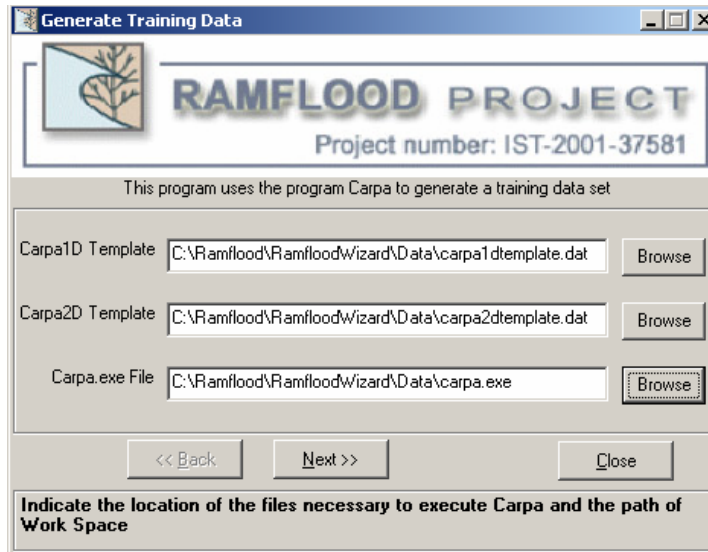 Generate Training Data
RAMFLOOD PROJECT
Project number: IST-2001-37581
This program uses the program Carpa to generate a training data set
Carpa1D Template C:\Ramflood\RamfloodWizard\Data\carpa1dtemplate.dat Browse
Carpa2D Template C:\Ramflood\RamfloodWizard\Data\carpa2dtemplate.dat Browse
Carpa.exe File C:\Ramflood\RamfloodWizard\Data\carpa.exe Browse
<< Back Next >> Close
Indicate the location of the files necessary to execute Carpa and the path of
Work Space